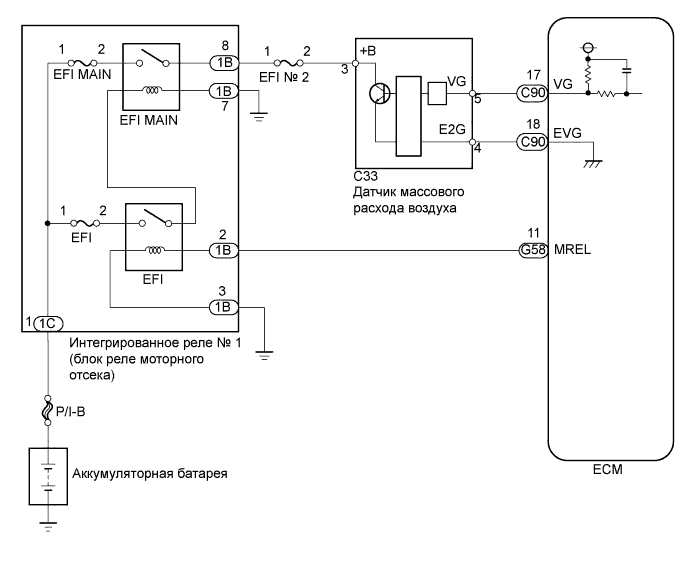 1 2
EFI MAIN
EFI MAIN
8
1B
1B
7
1 2
EFI № 2
+B
3
VG
5
E2G
4
C33
Датчик массового
расхода воздуха
17
C90
VG
18
C90
EVG
1 2
EFI
EFI
2
1B
3
1B
11
G58
MREL
1
1C
Интегрированное реле № 1
(блок реле моторного
отсека)
P/I-B
Аккумуляторная батарея
ECM